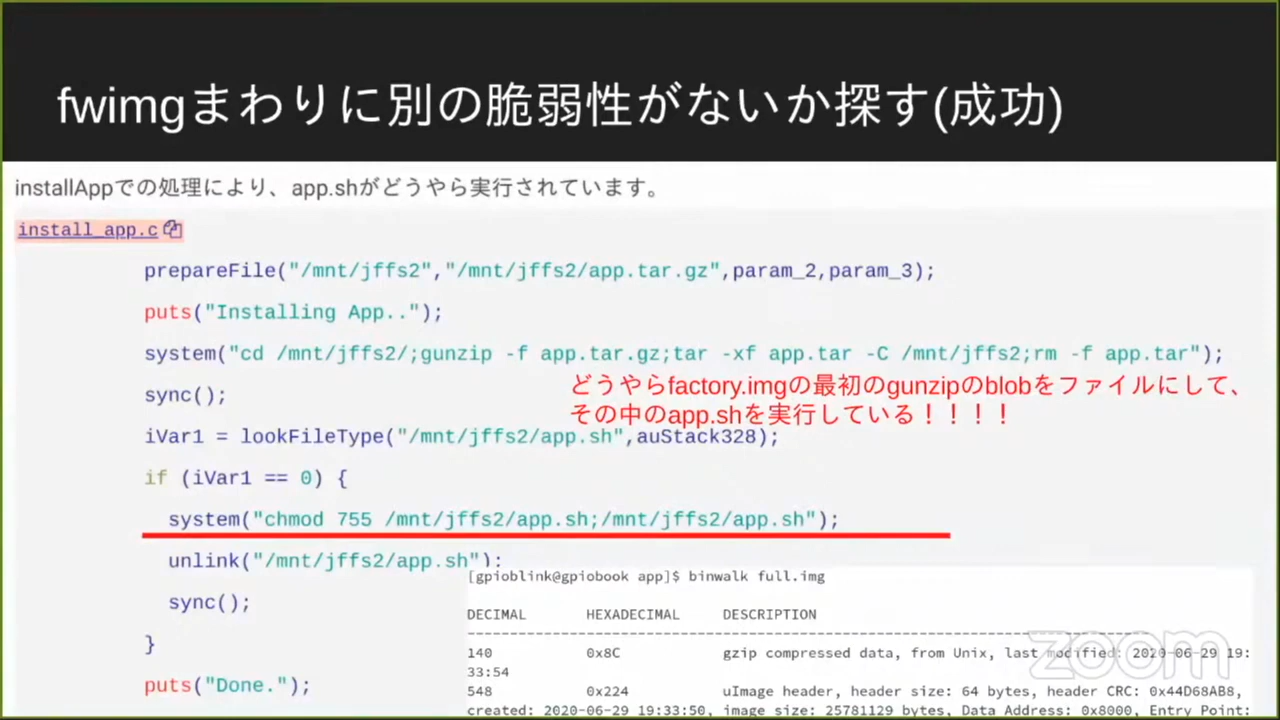 fwimgまわりに別の脆弱性がないか探す(成功)
installAppでの処理により、app.shがどうやら実行されています。
install_app.c
prepareFile("/mnt/jffs2","/mnt/jffs2/app.tar.gz",param_2,param_3);
puts("Installing App..");
system("cd /mnt/jffs2/;gunzip -f app.tar.gz;tar -xf app.tar -C /mnt/jffs2;rm -f app.tar");
どうやらfactory.imgの最初のgunzipのblobをファイルにして、
sync();
その中のapp.shを実行している！！！！
iVar1 = lookFileType("/mnt/jffs2/app.sh",auStack328);
if (iVar1 == 0) {
system("chmod 755 /mnt/jffs2/app.sh;/mnt/jffs2/app.sh");
unlink("/mnt/jffs2/app.sh");
[gpioblink@gpiobook app]$ binwalk full.img
sync();
DECIMAL HEXADECIMAL DESCRIPTION
--------------------------------------------------------------------------------
}
140 0x8C gzip compressed data, from Unix, last modified: 2020-06-29 19:
33:54
puts("Done.");
548 0x224 uImage header, header size: 64 bytes, header CRC: 0x44D68AB8,
created: 2020-06-29 19:33:50, image size: 25781129 bytes, Data Address: 0x8000, Entry Point:
zoom